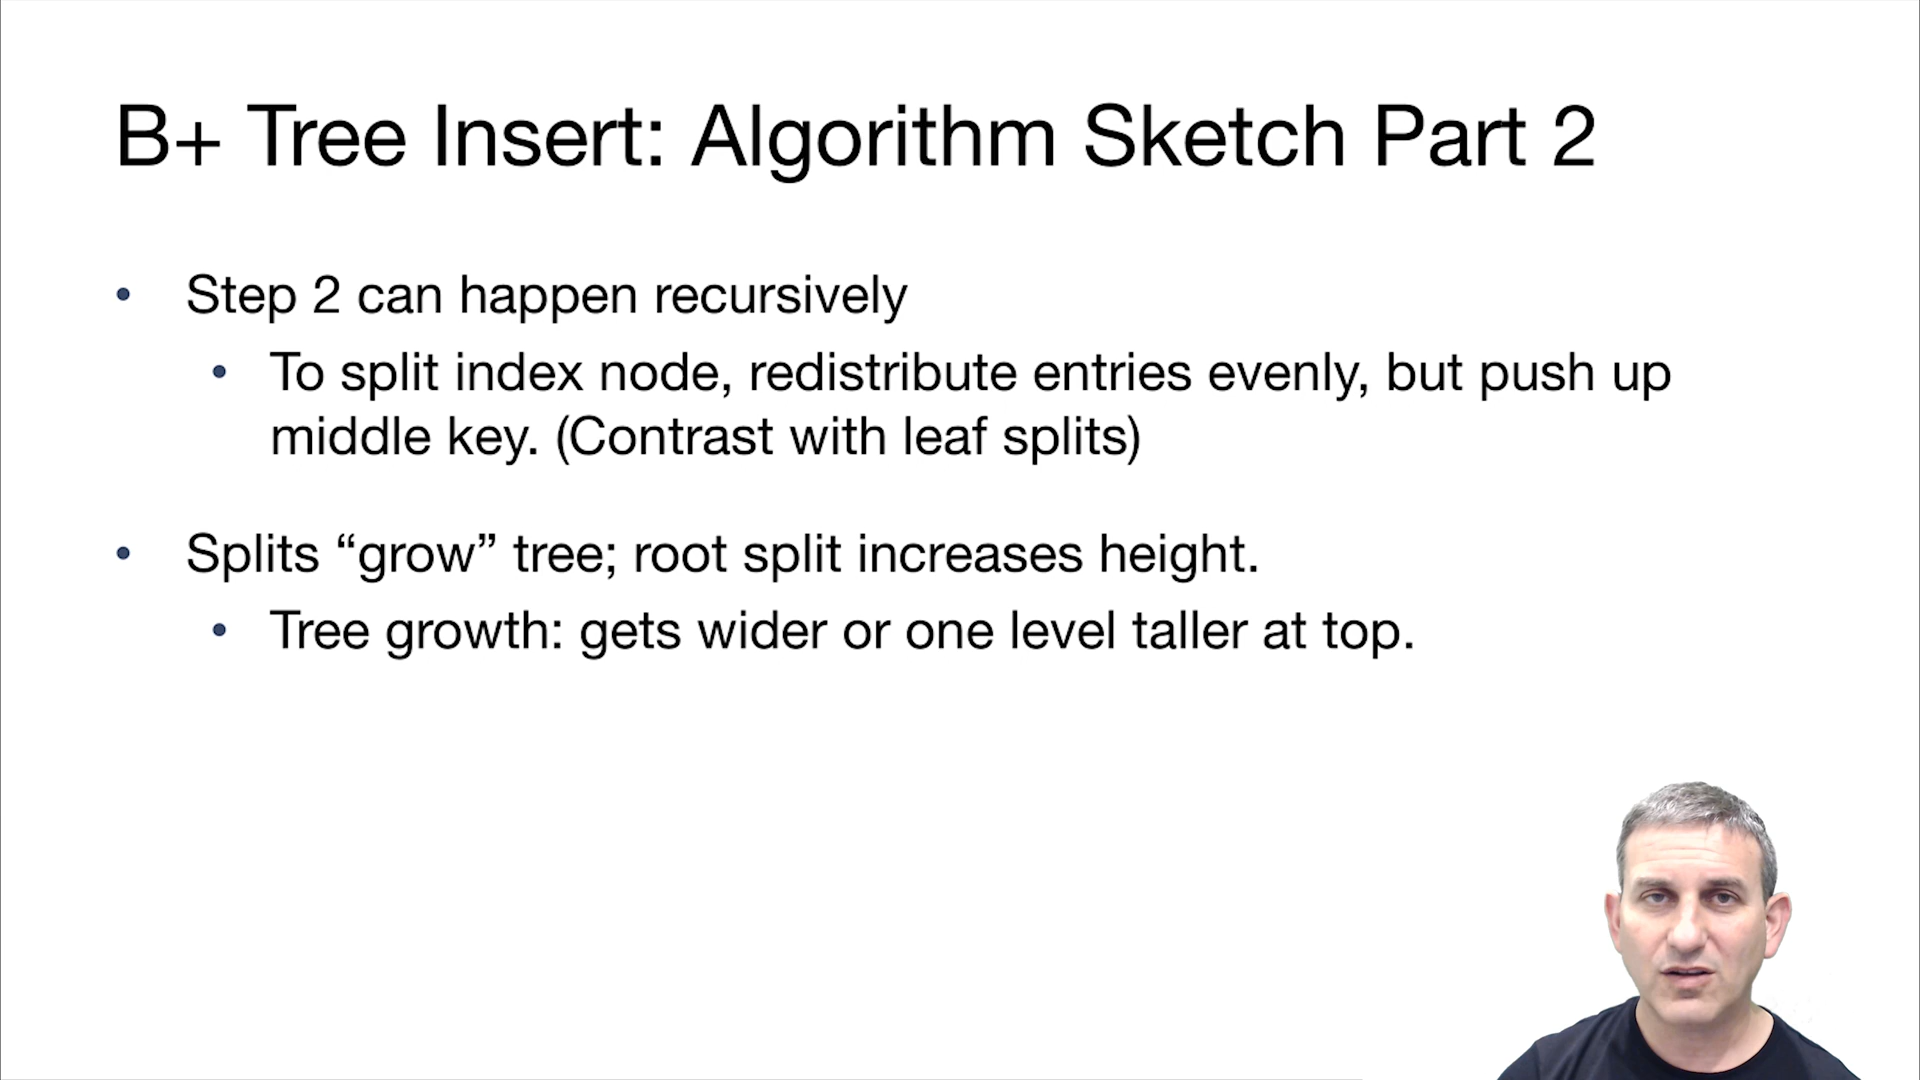 B+ Tree Insert: Algorithm Sketch Part 2
• Step 2 can happen recursively
• To split index node, redistribute entries evenly, but push up
middle key. (Contrast with leaf splits)
• Splits “grow” tree; root split increases height.
• Tree growth: gets wider or one level taller at top.